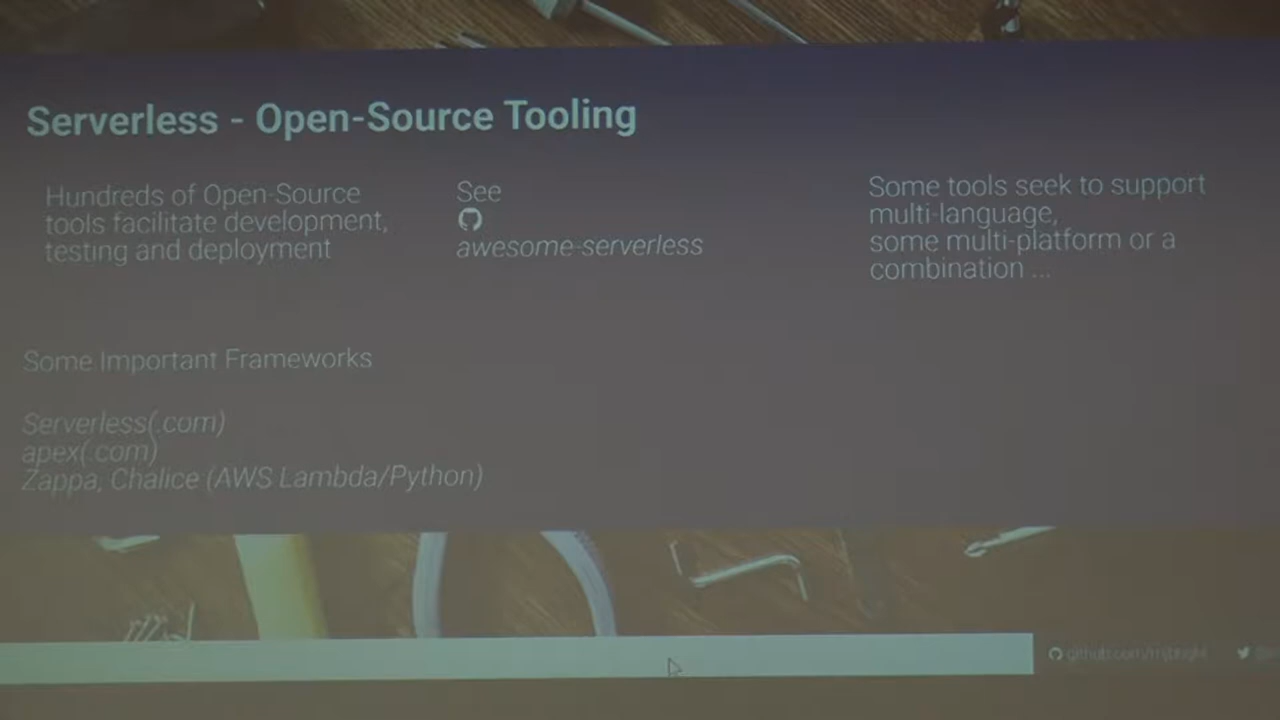 Serverless - Open-Source Tooling
Hundreds of Open-Source
tools facilitate development,
testing and deployment
See
awesome-serverless
Some tools seek to support
multi-language,
some multi-platform or a
combination ...
Some Important Frameworks
Serverless(.com)
apex(.com)
Zappa, Chalice (AWS Lambda/Python)